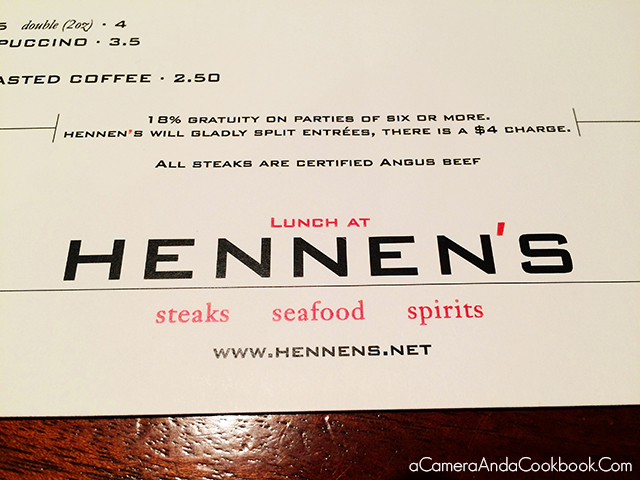 5 double (2oz) · 4
PUCCINO · 3.5
ASTED COFFEE · 2.50
18% GRATUITY ON PARTIES OF SIX OR MORE.
HENNEN'S WILL GLADLY SPLIT ENTRÉES, THERE IS A $4 CHARGE.
ALL STEAKS ARE CERTIFIED ANGUS BEEF
LUNCH AT
HENNEN'S
steaks seafood spirits
WWW.HENNENS.NET
aCameraAndaCookbook.Com